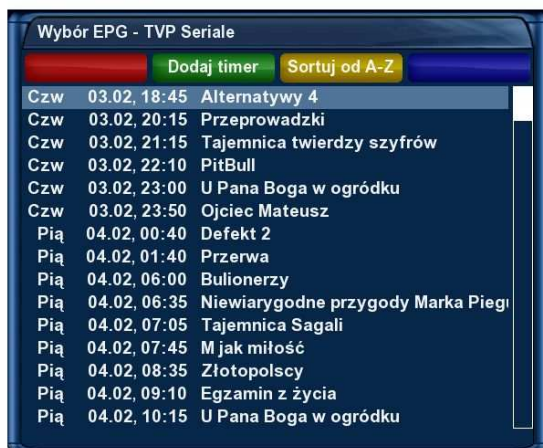 Wybór EPG - TVP Seriale
Dodaj timer Sortuj od A-Z
Czw 03.02, 18:45 Alternatywy 4
Czw 03.02, 20:15 Przeprowadzki
Czw 03.02, 21:15 Tajemnica twierdzy szyfrów
Czw 03.02, 22:10 PitBull
Czw 03.02, 23:00 U Pana Boga w ogródku
Czw 03.02, 23:50 Ojciec Mateusz
Pią 04.02, 00:40 Defekt 2
Pią 04.02, 01:40 Przerwa
Pią 04.02, 06:00 Bulionerzy
Pią 04.02, 06:35 Niewiarygodne przygody Marka Piegu
Pią 04.02, 07:05 Tajemnica Sagali
Pią 04.02, 07:45 M jak miłość
Pią 04.02, 08:35 Złotopolscy
Pią 04.02, 09:10 Egzamin z życia
Pią 04.02, 10:15 U Pana Boga w ogródku